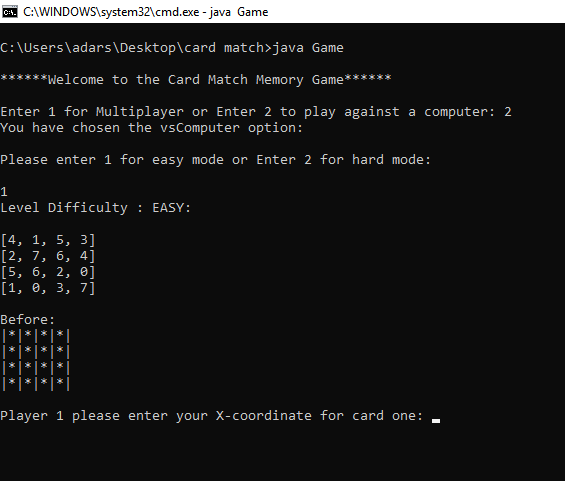 C:\WINDOWS\system32\cmd.exe - java  Game
C:\Users\adars\Desktop\card match>java Game
******Welcome to the Card Match Memory Game******
Enter 1 for Multiplayer or Enter 2 to play against a computer: 2
You have chosen the vsComputer option:
Please enter 1 for easy mode or Enter 2 for hard mode:
1
Level Difficulty : EASY:
[4, 1, 5, 3]
[2, 7, 6, 4]
[5, 6, 2, 0]
[1, 0, 3, 7]
Before:
|*|*|*|*|
|*|*|*|*|
|*|*|*|*|
|*|*|*|*|
Player 1 please enter your X-coordinate for card one: